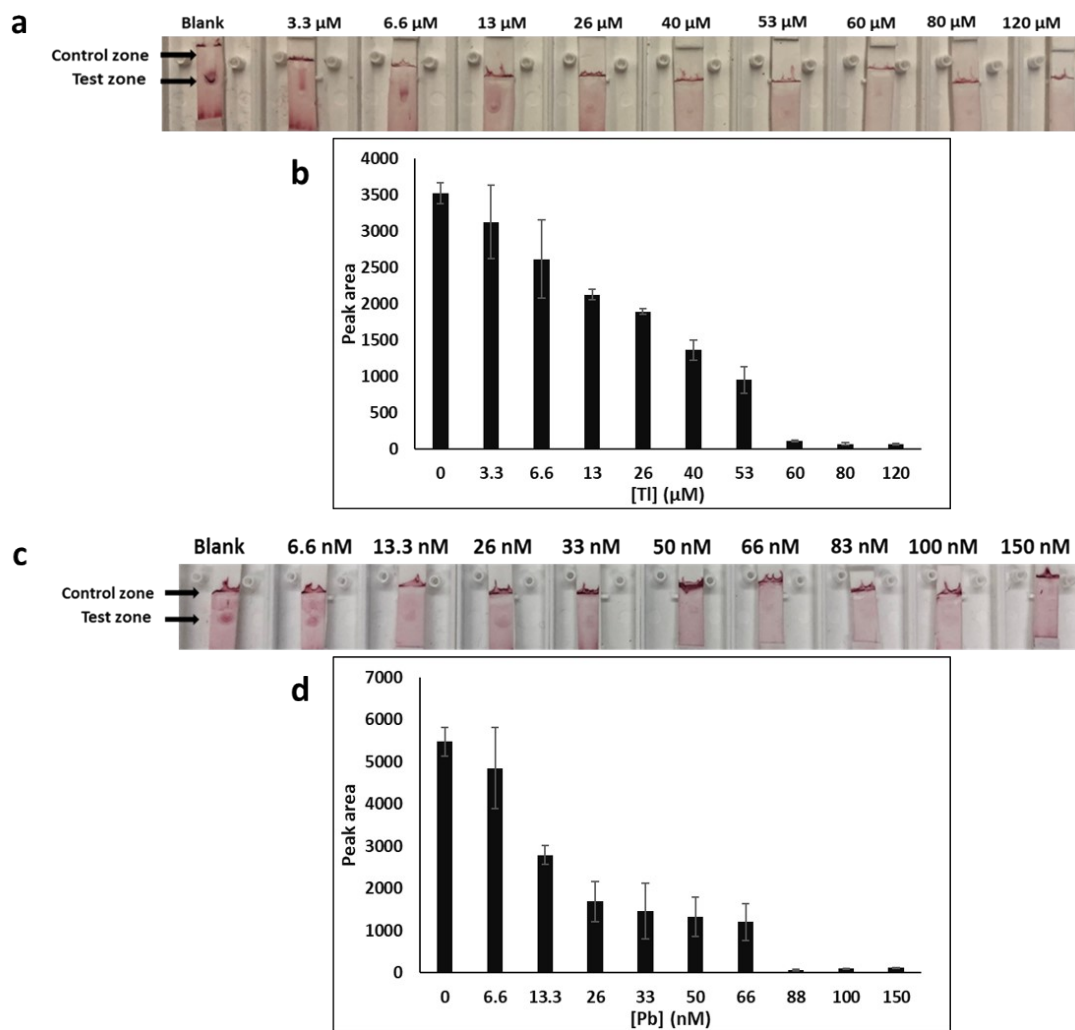 a
Blank 3.3 µM 6.6 µM 13 µM 26 µM 40 µM 53 µM 60 µM 80 µM 120 µM
Control zone
Test zone
b
Peak area
4000
3500
3000
2500
2000
1500
1000
500
0
0 3.3 6.6 13 26 40 53 60 80 120
[Tl] (µM)
c
Blank 6.6 nM 13.3 nM 26 nM 33 nM 50 nM 66 nM 83 nM 100 nM 150 nM
Control zone
Test zone
d
Peak area
7000
6000
5000
4000
3000
2000
1000
0
0 6.6 13.3 26 33 50 66 88 100 150
[Pb] (nM)